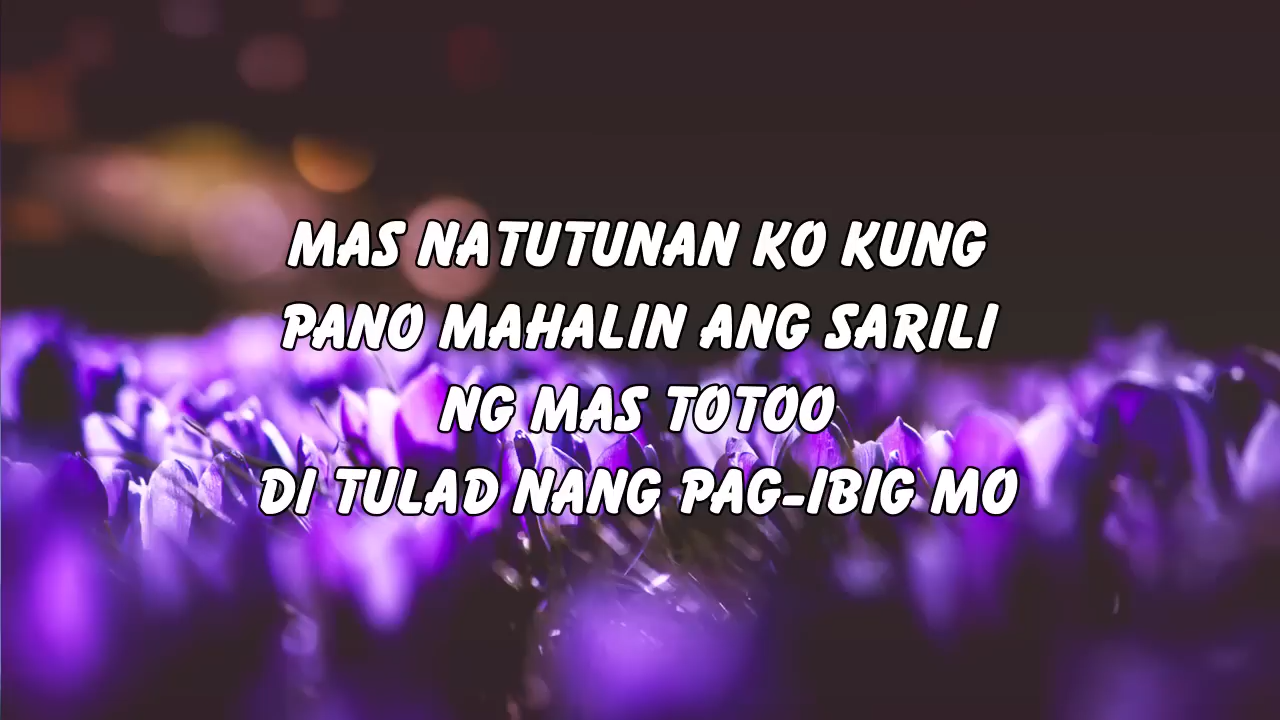 MAS NATUTUNAN KO KUNG
PANO MAHALIN ANG SARILI
NG MAS TOTOO
DI TULAD NANG PAG-IBIG MO